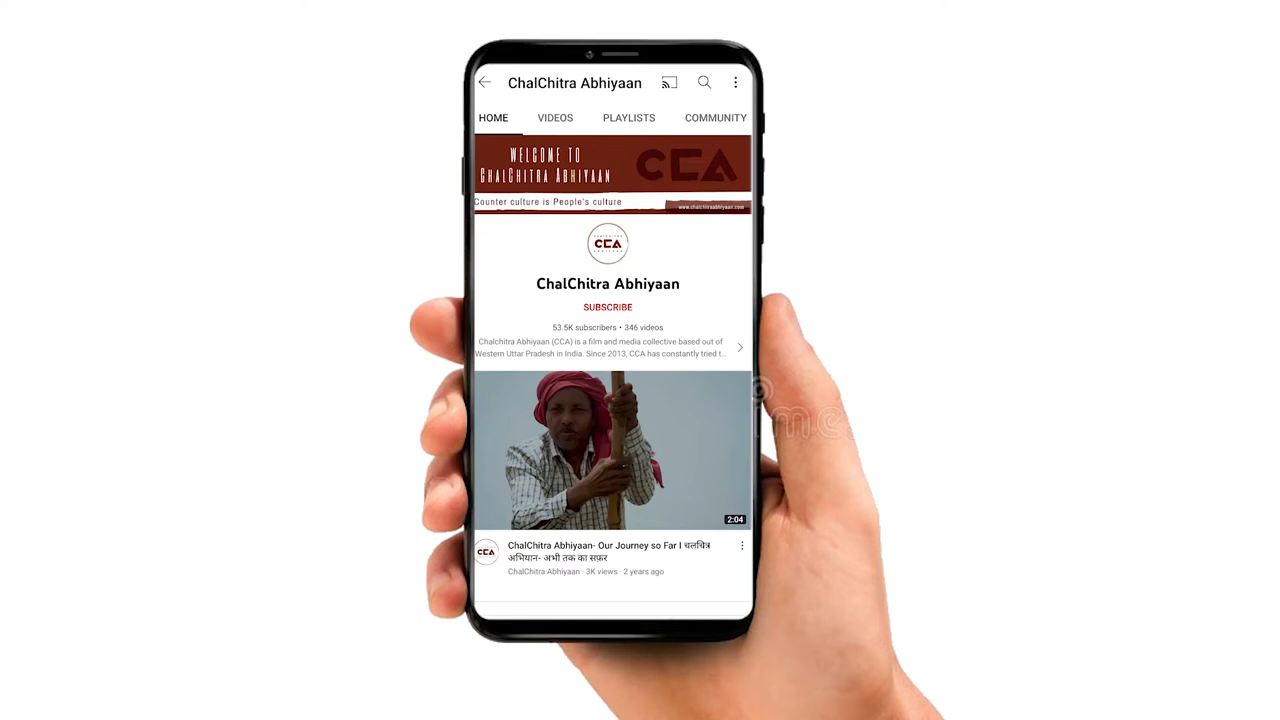 ChalChitra Abhiyaan
HOME VIDEOS PLAYLISTS COMMUNITY
WELCOME TO
CHALCHITRA ABHIYAAN
CCA
Counter culture is People's culture
www.chalchitraabhiyaan.com
CCA
ChalChitra Abhiyaan
SUBSCRIBE
53.5K subscribers • 346 videos
Chalchitra Abhiyaan (CCA) is a film and media collective based out of
Western Uttar Pradesh in India. Since 2013, CCA has constantly tried t...
2:04
CCA
ChalChitra Abhiyaan- Our Journey so Far l चलचित्र
अभियान- अभी तक का सफ़र
ChalChitra Abhiyaan · 3K views · 2 years ago